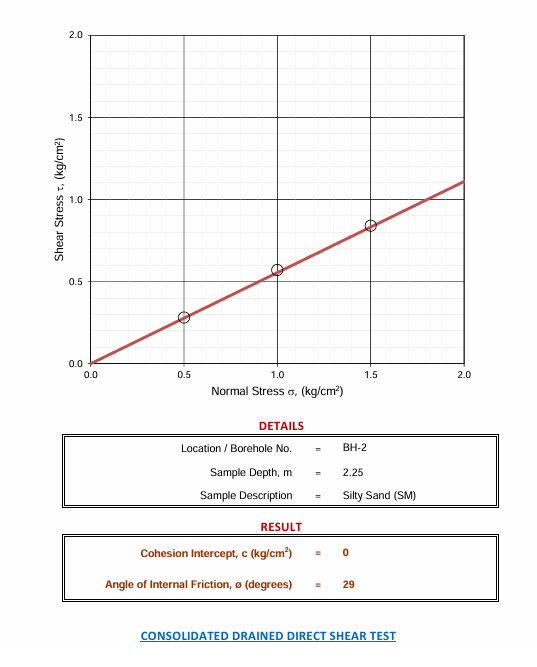 2.0
1.5
1.0
0.5
0.0
Shear Stress τ, (kg/cm²)
0.0 0.5 1.0 1.5 2.0
Normal Stress σ, (kg/cm²)
DETAILS
Location / Borehole No. = BH-2
Sample Depth, m = 2.25
Sample Description = Silty Sand (SM)
RESULT
Cohesion Intercept, c (kg/cm²) = 0
Angle of Internal Friction, ø (degrees) = 29
CONSOLIDATED DRAINED DIRECT SHEAR TEST